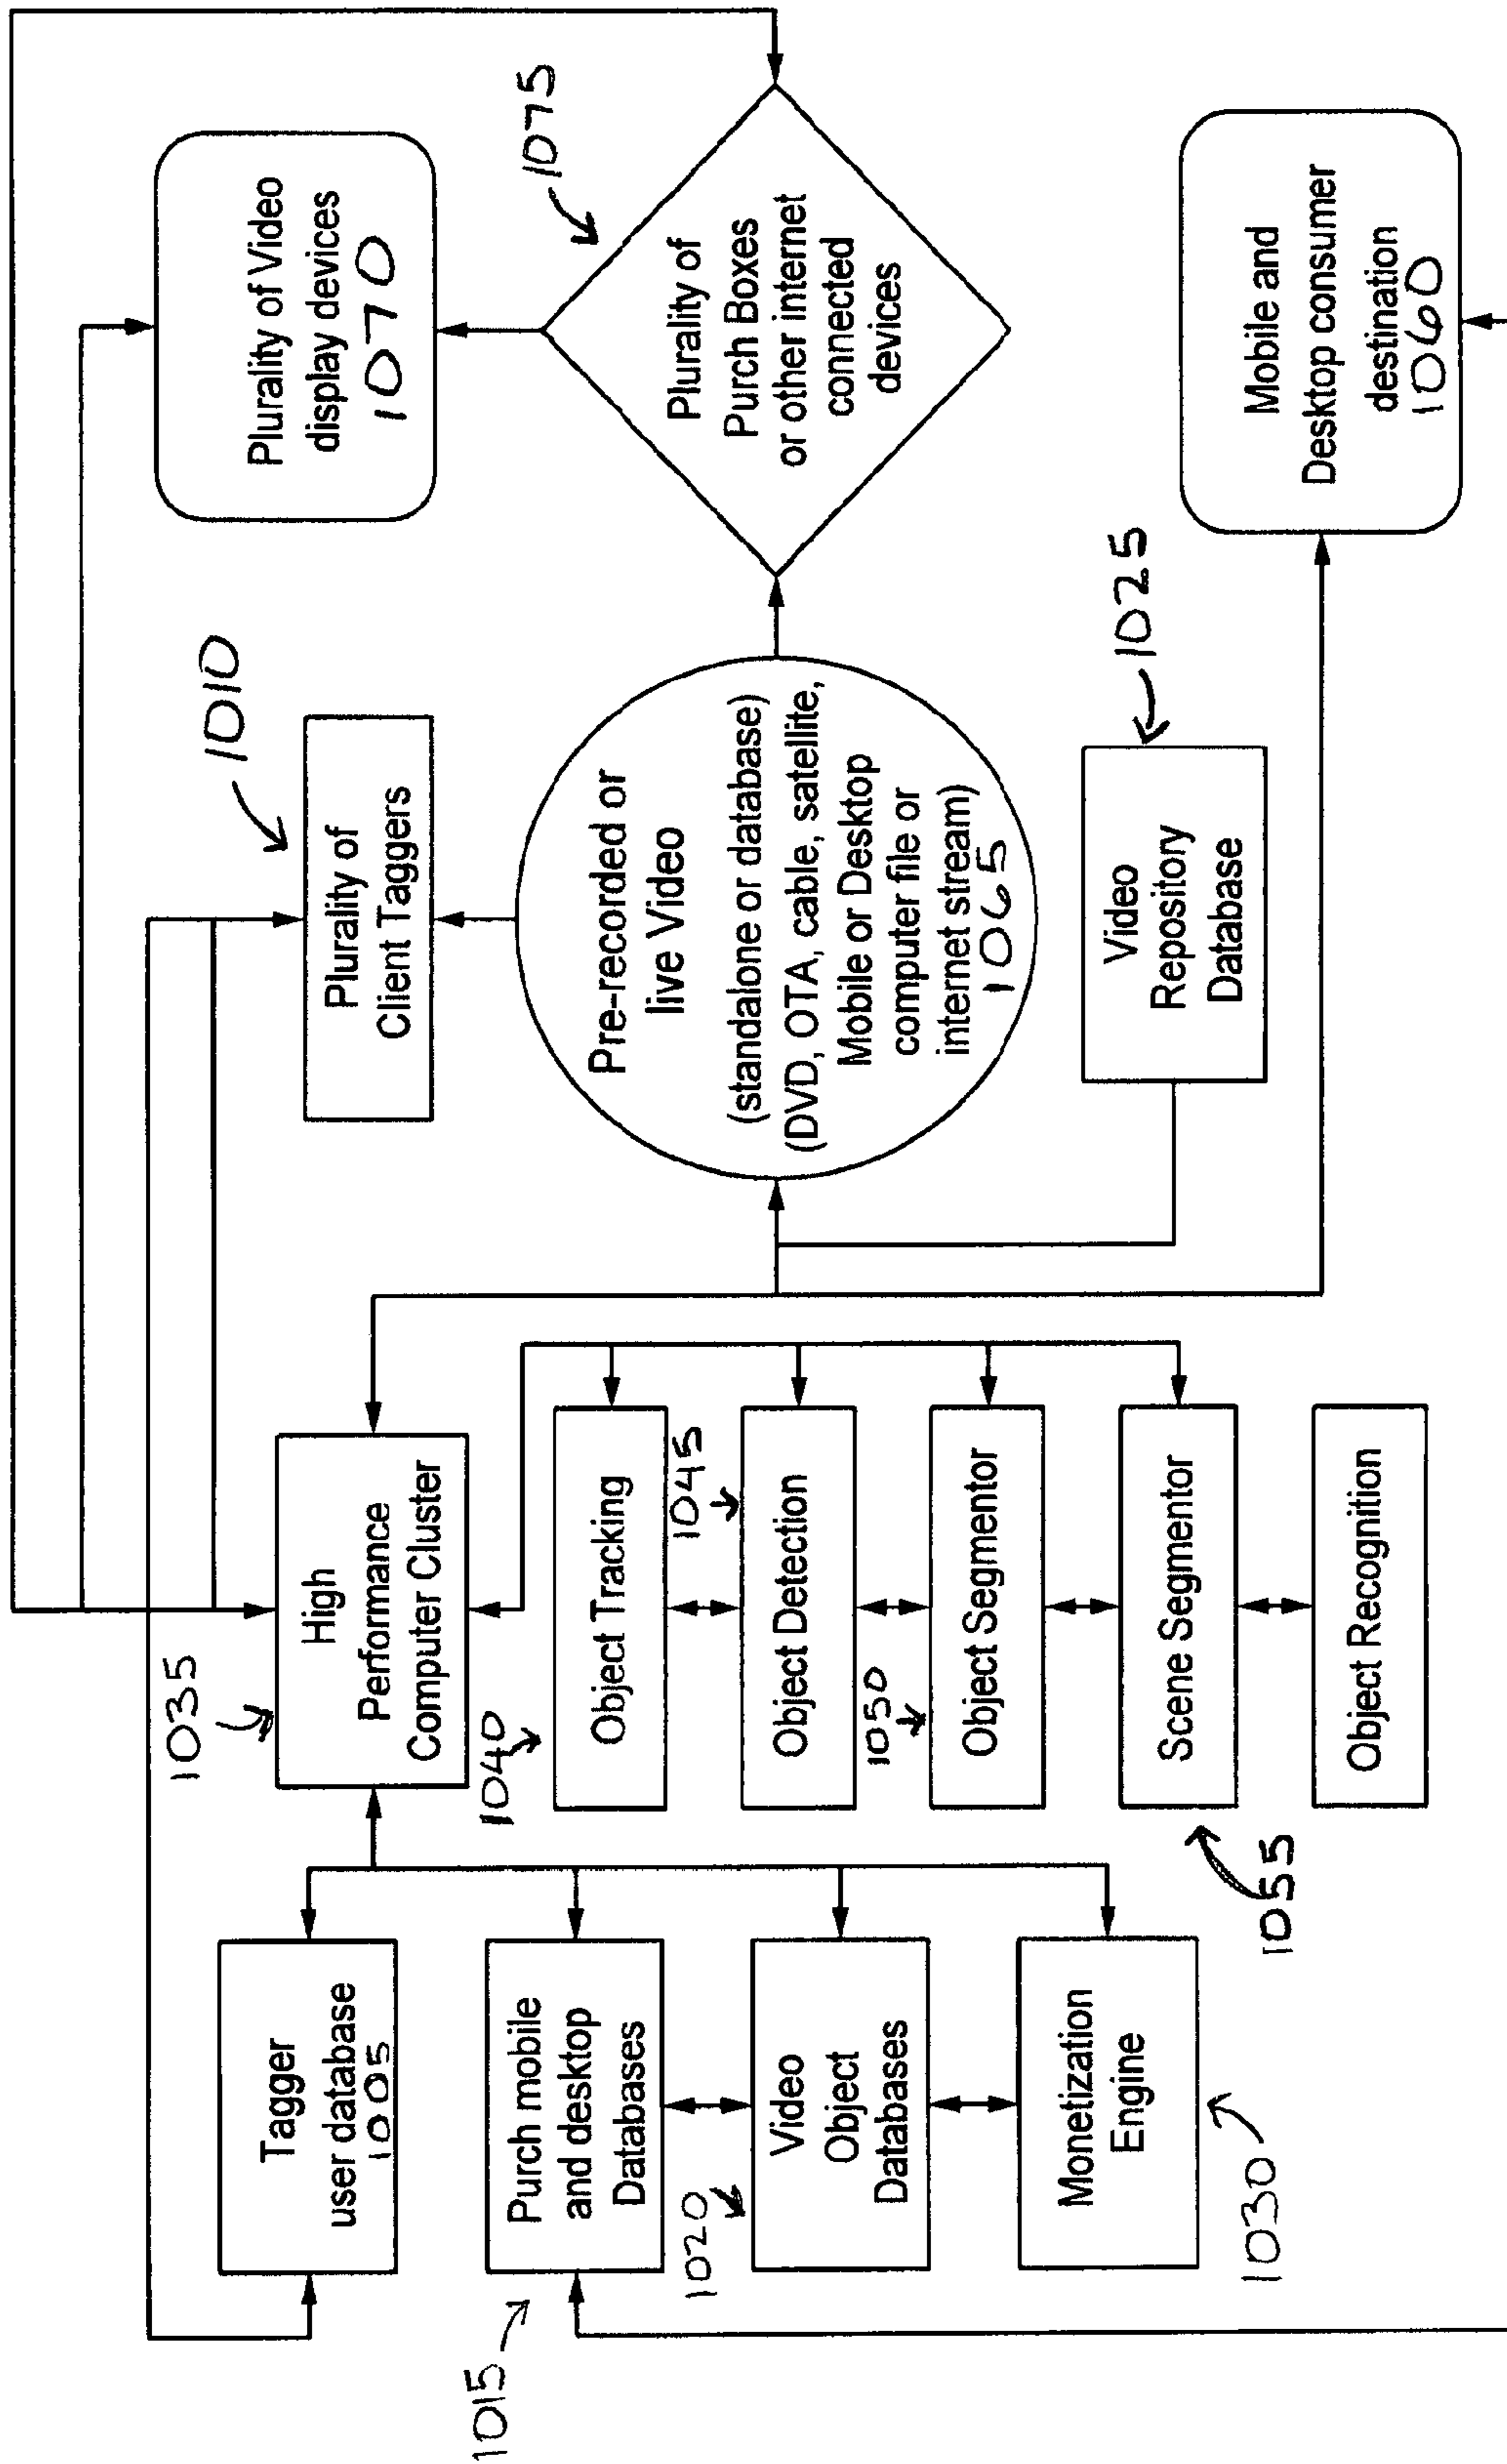 Tagger
user database
1005
1015
Purch mobile
and desktop
Databases
1020
Video
Object
Databases
Monetization
Engine
1030
1035
High
Performance
Computer Cluster
1040
Object Tracking
1045
Object Detection
1050
Object Segmentor
Scene Segmentor
1055
Object Recognition
1010
Plurality of
Client Taggers
Pre-recorded or
live Video
(standalone or database)
(DVD, OTA, cable, satellite,
Mobile or Desktop
computer file or
internet stream)
1065
Video
Repository
Database
1025
Plurality of Video
display devices
1070
1075
Plurality of
Purch Boxes
or other internet
connected
devices
Mobile and
Desktop consumer
destination
1060